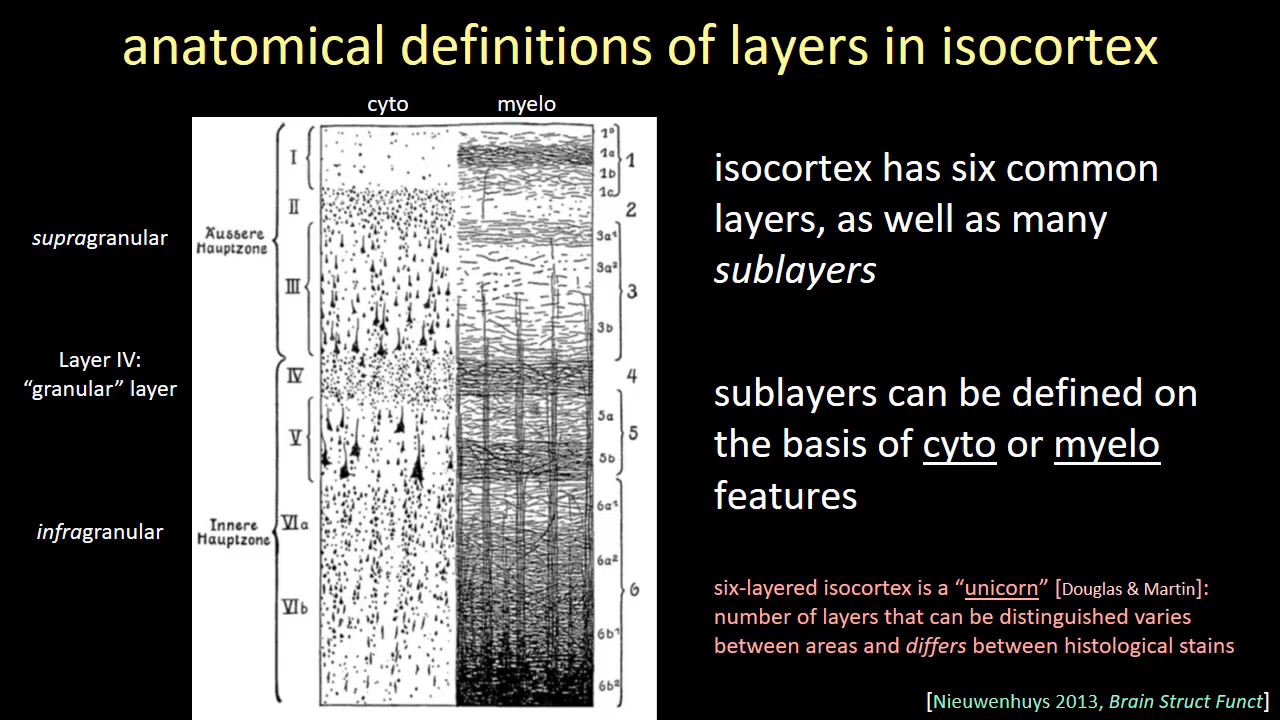 anatomical definitions of layers in isocortex
cyto myelo
I
II
III
IV
V
VIa
VIb
Äussere
Hauptzone
Innere
Hauptzone
1º
1a
1b
1c
3a¹
3a²
3b
5a
5b
6a¹
6a²
6b¹
6b²
1
2
3
4
5
6
supragranular
Layer IV:
“granular” layer
infragranular
isocortex has six common
layers, as well as many
sublayers
sublayers can be defined on
the basis of cyto or myelo
features
six-layered isocortex is a “unicorn” [Douglas & Martin]:
number of layers that can be distinguished varies
between areas and differs between histological stains
[Nieuwenhuys 2013, Brain Struct Funct]